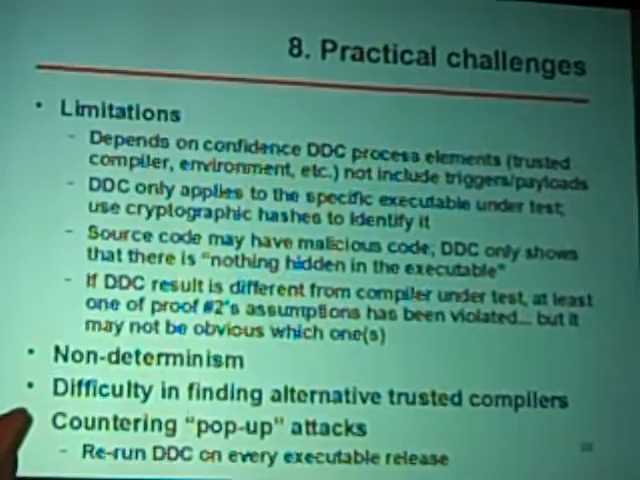 8. Practical challenges
• Limitations
– Depends on confidence DDC process elements (trusted
compiler, environment, etc.) not include triggers/payloads
– DDC only applies to the specific executable under test;
use cryptographic hashes to identify it
– Source code may have malicious code; DDC only shows
that there is "nothing hidden in the executable"
– If DDC result is different from compiler under test, at least
one of proof #2's assumptions has been violated... but it
may not be obvious which one(s)
• Non-determinism
• Difficulty in finding alternative trusted compilers
Countering "pop-up" attacks
– Re-run DDC on every executable release